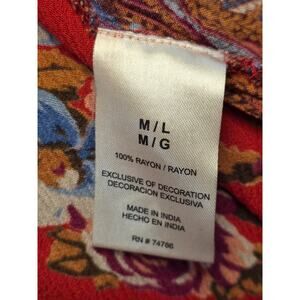 M / L
M / G
100% RAYON / RAYON
EXCLUSIVE OF DECORATION
DECORACION EXCLUSIVA
MADE IN INDIA
HECHO EN INDIA
RN # 74766